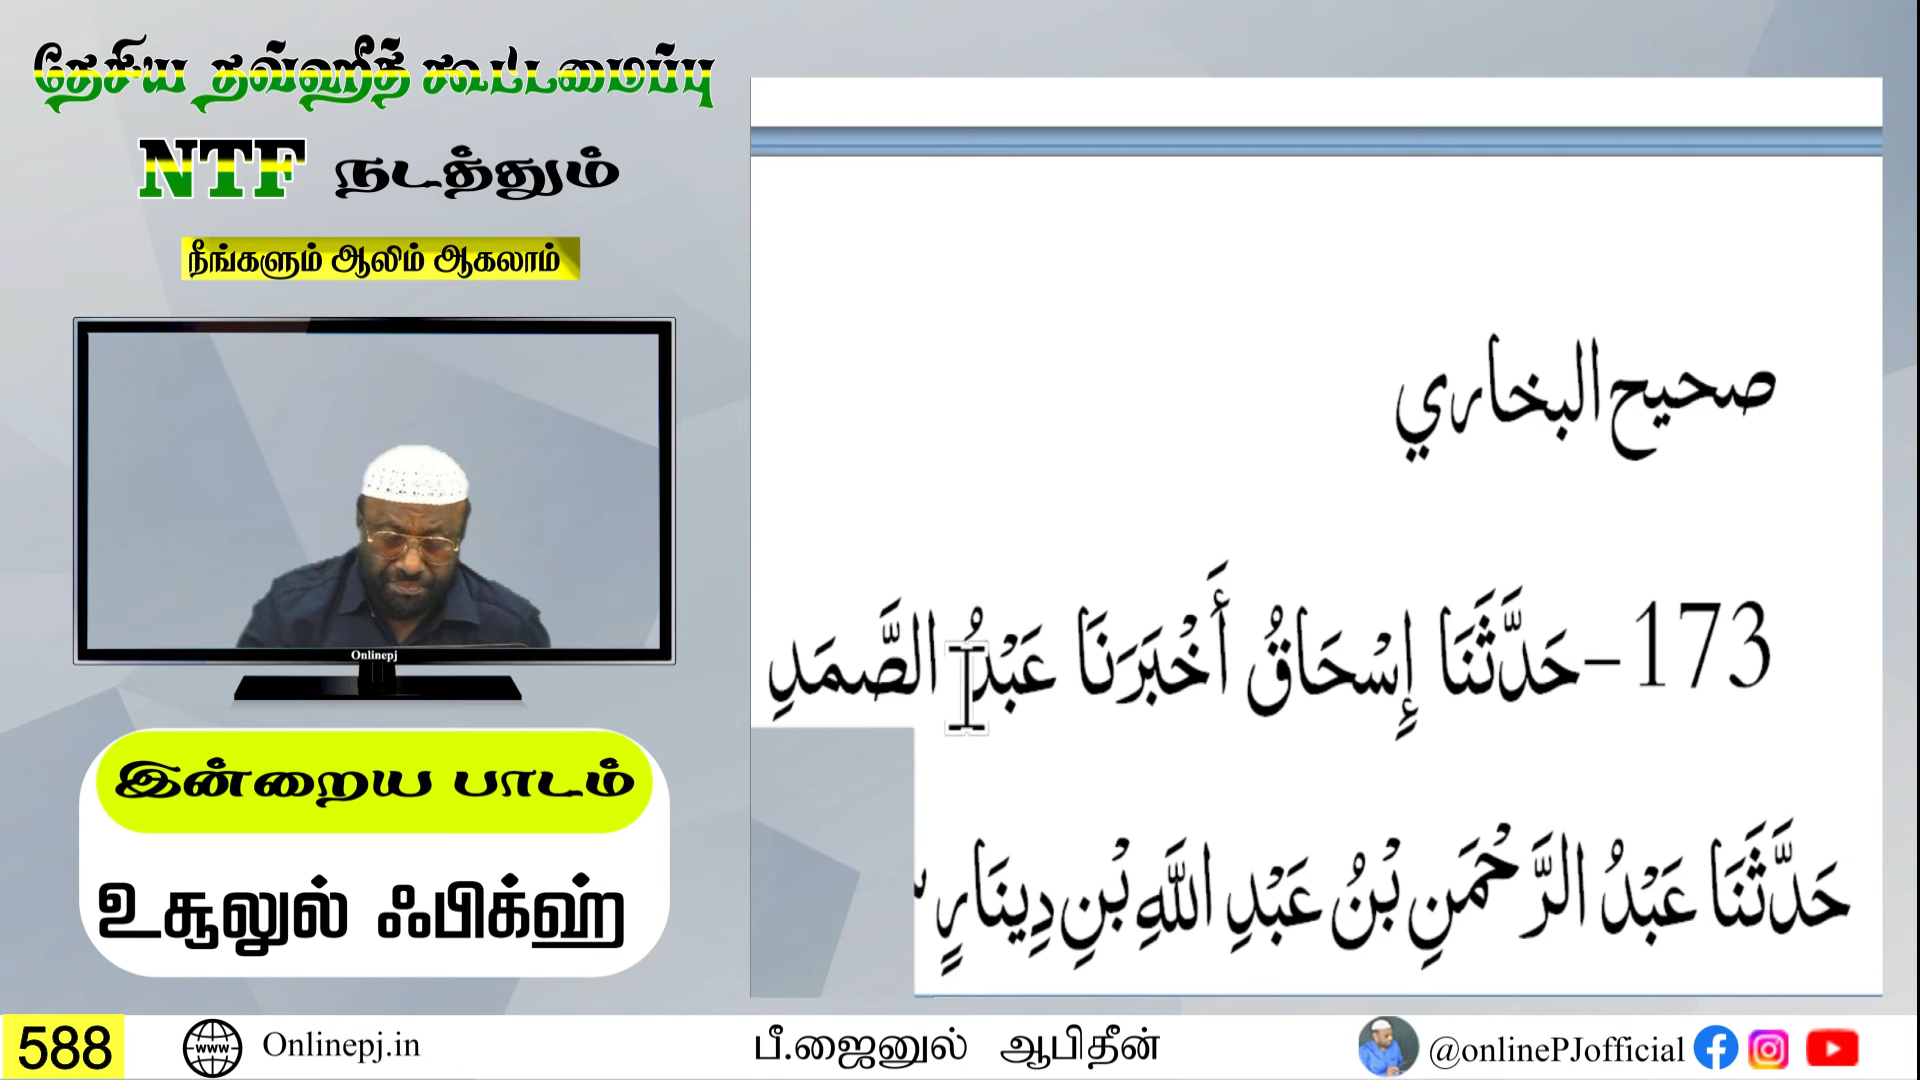 தேசிய தவ்ஹீத் கூட்டமைப்பு
NTF நடத்தும்
நீங்களும் ஆலிம் ஆகலாம்
Onlinepj
இன்றைய பாடம்
உசூலுல் ஃபிக்ஹ்
صحيح البخاري
173-حَدَّثَنَا إِسْحَاقُ أَخْبَرَنَا عَبْدُ الصَّمَدِ
حَدَّثَنَا عَبْدُ الرَّحْمَنِ بْنُ عَبْدِ اللَّهِ بْنِ دِينَارٍ
588
www
Onlinepj.in
பீ.ஜைனுல் ஆபிதீன்
@onlinePJofficial